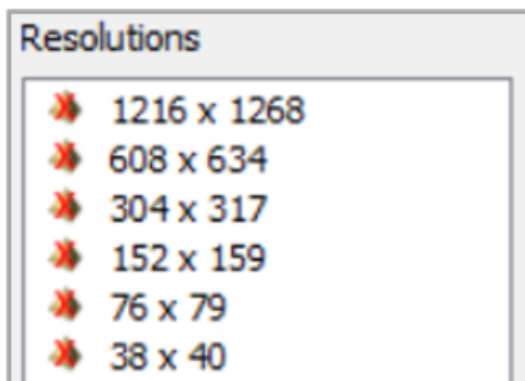 Resolutions
1216 x 1268
608 x 634
304 x 317
152 x 159
76 x 79
38 x 40